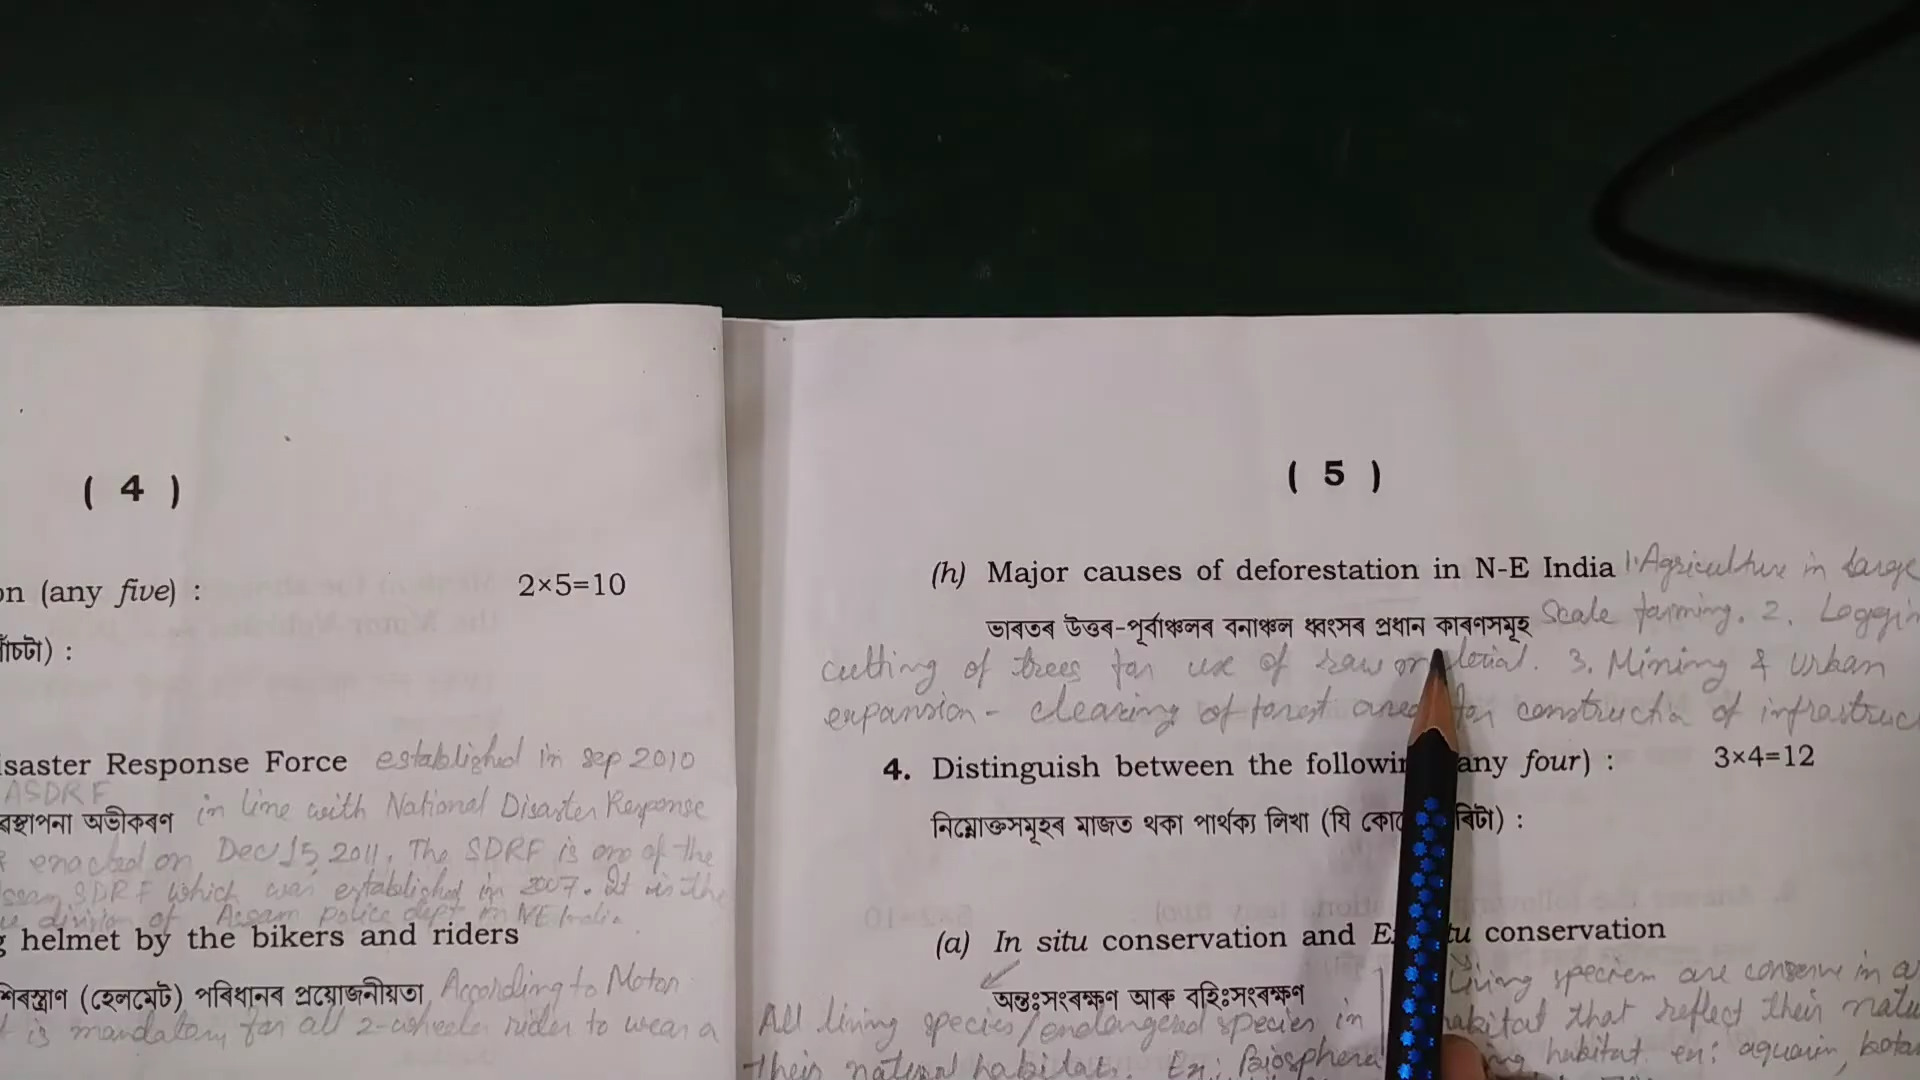 ( 4 )
on (any five) :
2×5=10
পাঁচটা) :
isaster Response Force established in Sep 2010
ASDRF
in line with National Disaster Response
enacted on Dec 15, 2011. The SDRF is one of the
SDRF which was established in 2007. It is the
division of Assam police dept in NE India.
helmet by the bikers and riders
শিৰস্ত্ৰাণ (হেলমেট) পৰিধানৰ প্ৰয়োজনীয়তা According to Motor
is mandatory for all 2-wheeler rider to wear a
( 5 )
(h) Major causes of deforestation in N-E India 1. Agriculture in large
ভাৰতৰ উত্তৰ-পূৰ্বাঞ্চলৰ বনাঞ্চল ধ্বংসৰ প্ৰধান কাৰণসমূহ Scale farming. 2. Loggin
cutting of trees for use of raw material. 3. Mining & urban
expansion - clearing of forest area for construction of infrastruc
4. Distinguish between the following (any four) :
3×4=12
নিম্নোক্তসমূহৰ মাজত থকা পাৰ্থক্য লিখা (যি কোনো চাৰিটা) :
(a) In situ conservation and Ex situ conservation
Living species are conserve in
অন্তঃসংৰক্ষণ আৰু বহিঃসংৰক্ষণ
All living species/endangered species in
habitat that reflect their natu
their natural habitat. Ex: Biosphere
habitat. ex: aquarium, botan